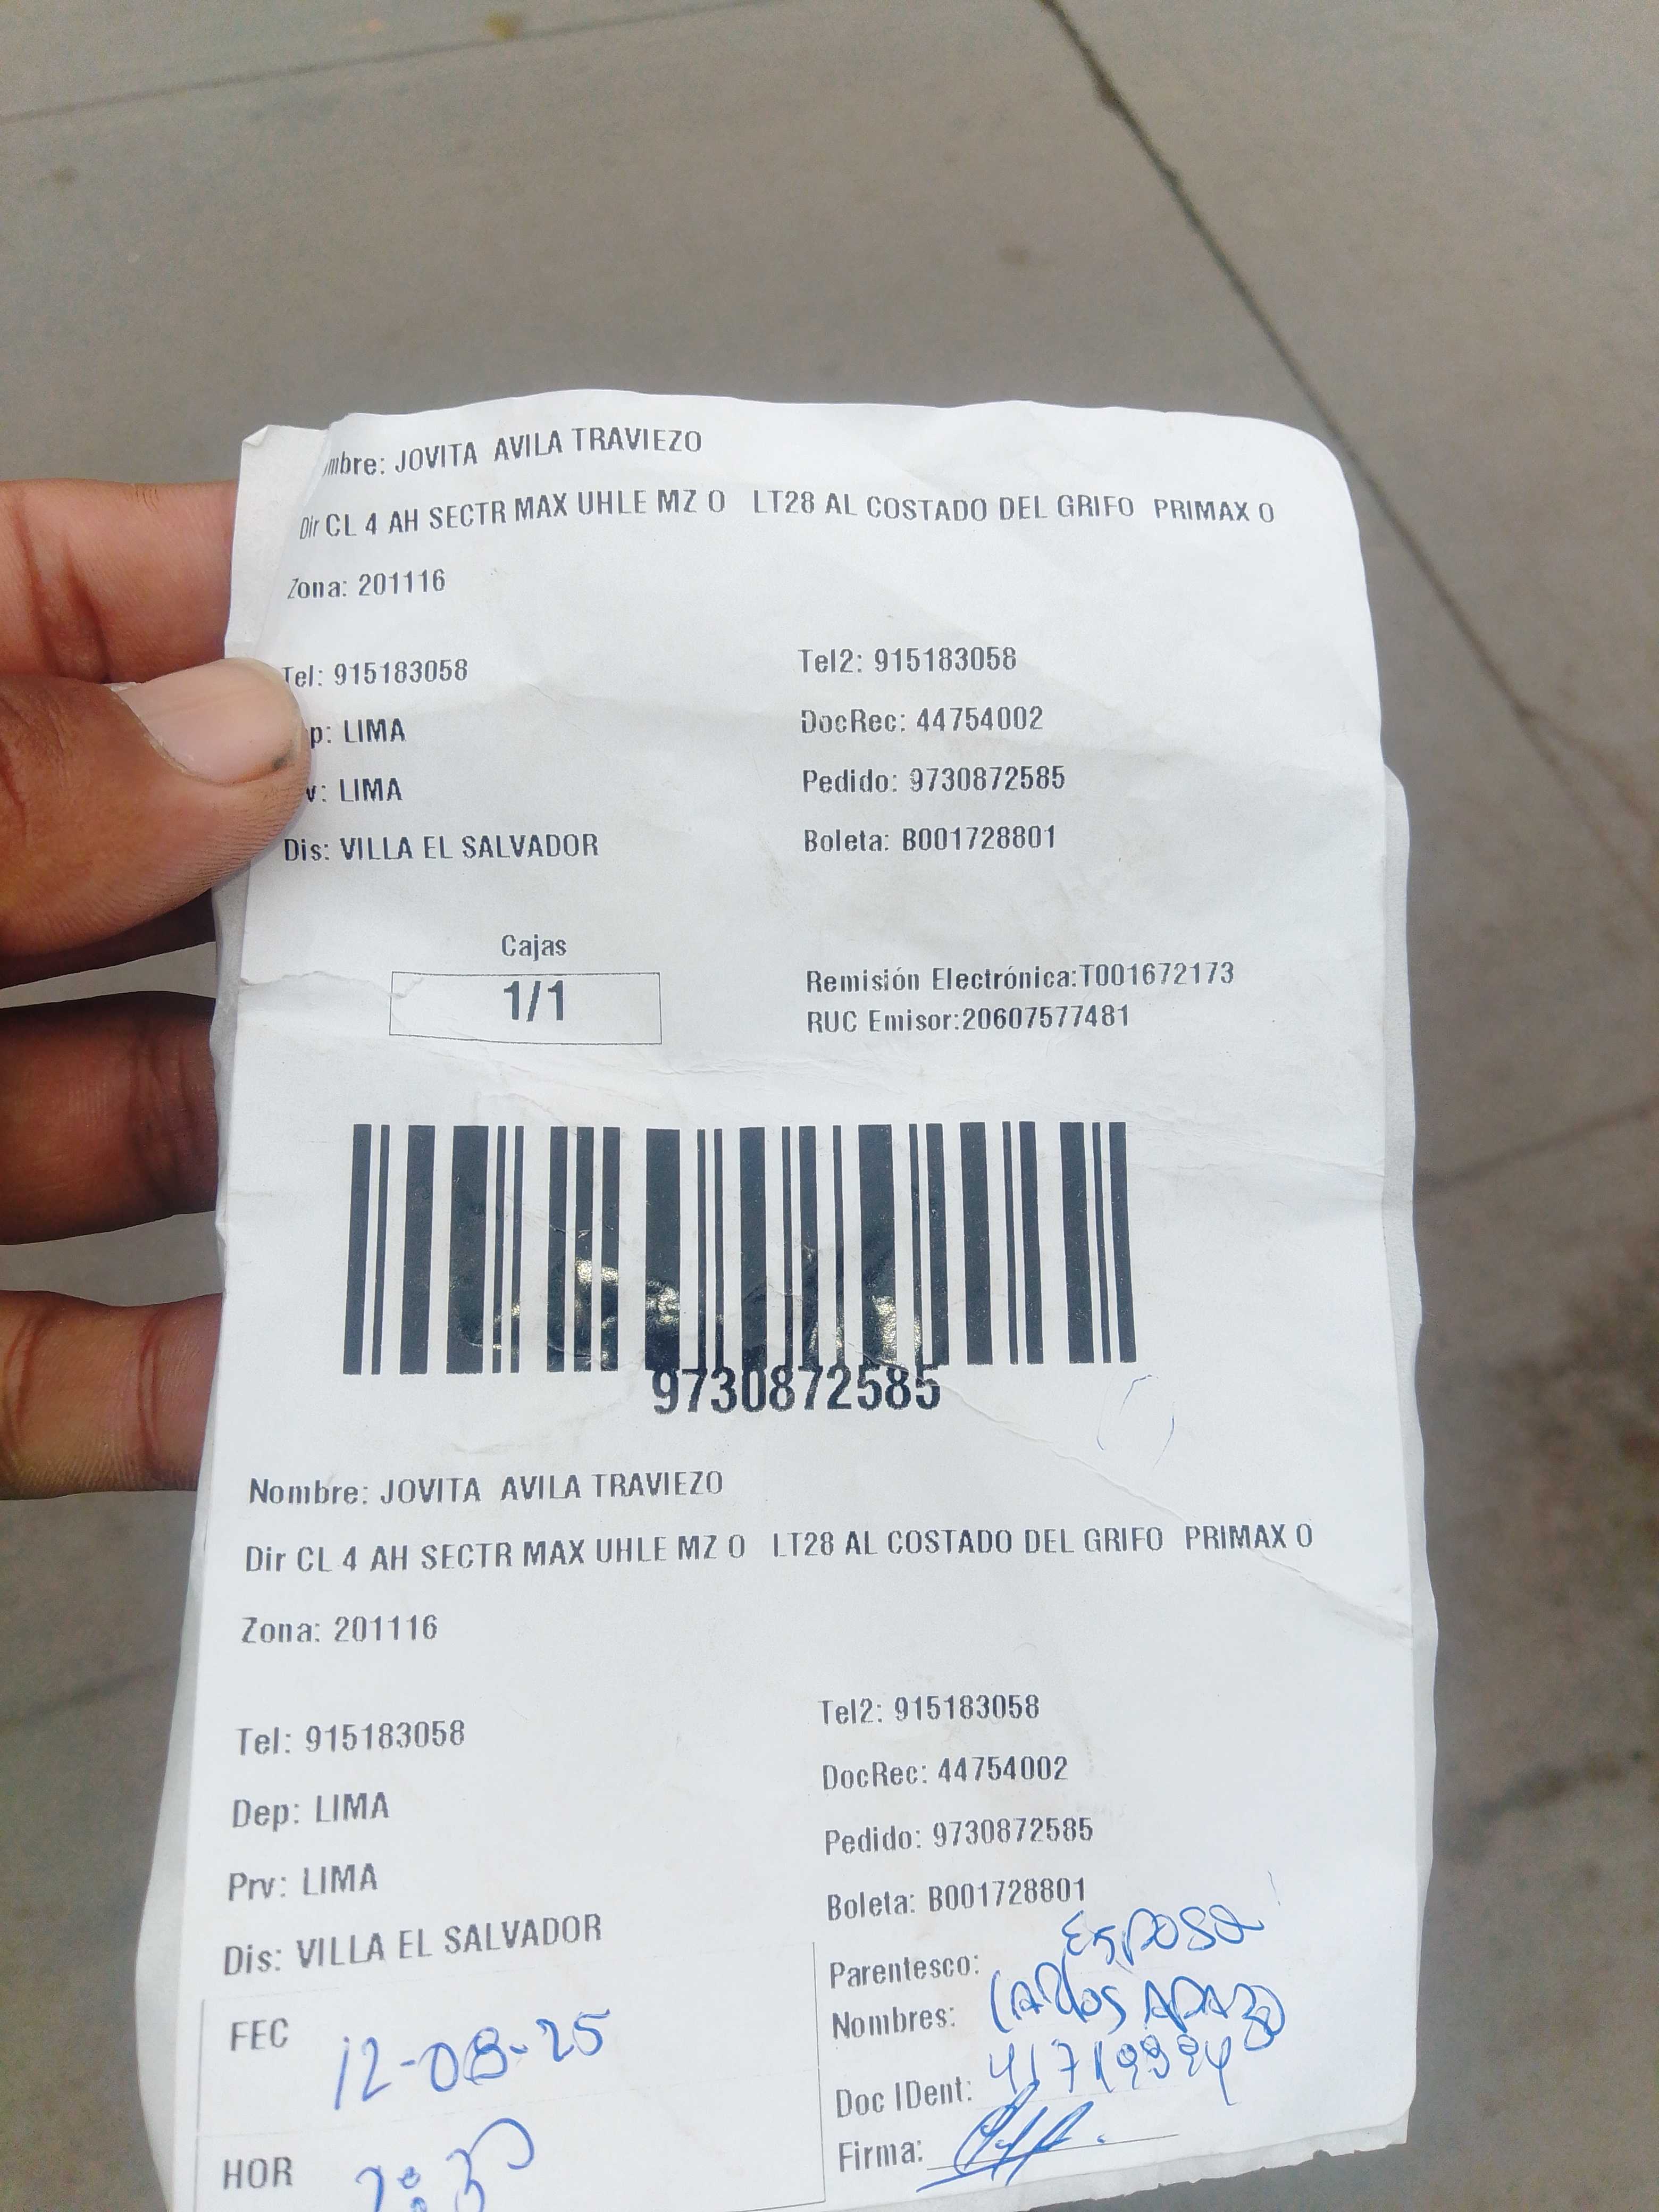 mbre: JOVITA AVILA TRAVIEZO
Dir CL 4 AH SECTR MAX UHLE MZ O LT28 AL COSTADO DEL GRIFO PRIMAX O
Zona: 201116
Tel: 915183058 Tel2: 915183058
p: LIMA DocRec: 44754002
v: LIMA Pedido: 9730872585
Dis: VILLA EL SALVADOR Boleta: B001728801
Cajas
1/1
Remisión Electrónica:T001672173
RUC Emisor:20607577481
9730872585
Nombre: JOVITA AVILA TRAVIEZO
Dir CL 4 AH SECTR MAX UHLE MZ O LT28 AL COSTADO DEL GRIFO PRIMAX O
Zona: 201116
Tel: 915183058 Tel2: 915183058
Dep: LIMA DocRec: 44754002
Prv: LIMA Pedido: 9730872585
Dis: VILLA EL SALVADOR Boleta: B001728801
Parentesco: Esposo
Nombres: Carlos
Doc IDent:
Firma:
FEC 12-08-25
HOR